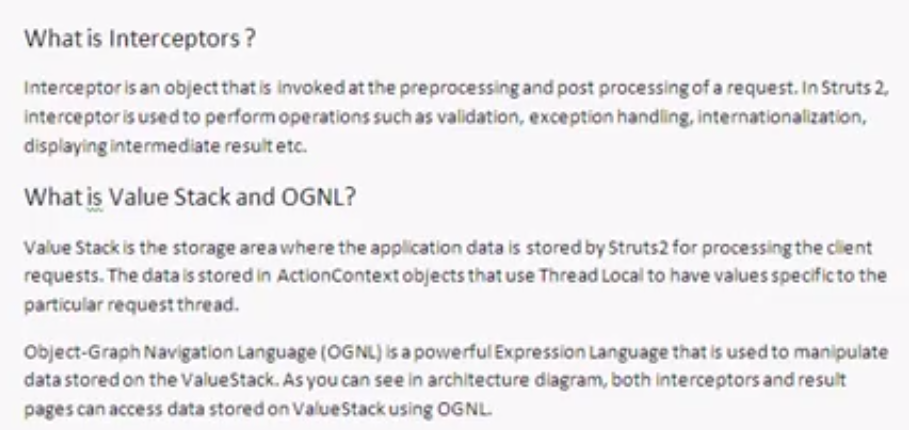 What is Interceptors ?
Interceptor is an object that is invoked at the preprocessing and post processing of a request. In Struts 2,
interceptor is used to perform operations such as validation, exception handling, internationalization,
displaying intermediate result etc.
What is Value Stack and OGNL?
Value Stack is the storage area where the application data is stored by Struts2 for processing the client
requests. The data is stored in ActionContext objects that use Thread Local to have values specific to the
particular request thread.
Object-Graph Navigation Language (OGNL) is a powerful Expression Language that is used to manipulate
data stored on the ValueStack. As you can see in architecture diagram, both interceptors and result
pages can access data stored on ValueStack using OGNL.